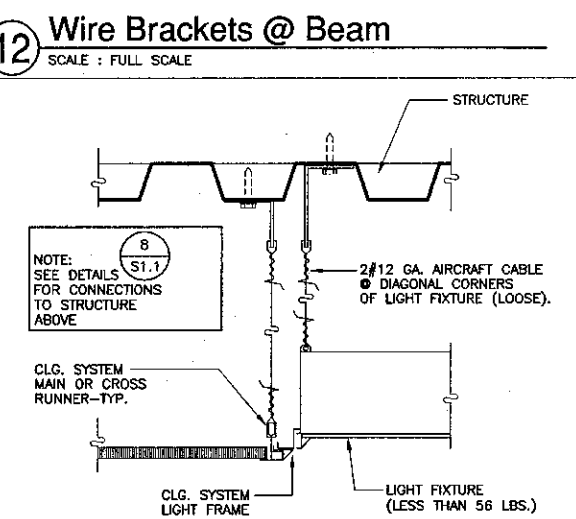 12
Wire Brackets @ Beam
SCALE : FULL SCALE
STRUCTURE
NOTE:
SEE DETAILS
FOR CONNECTIONS
TO STRUCTURE
ABOVE
8
S1.1
2#12 GA. AIRCRAFT CABLE
@ DIAGONAL CORNERS
OF LIGHT FIXTURE (LOOSE).
CLG. SYSTEM
MAIN OR CROSS
RUNNER-TYP.
CLG. SYSTEM
LIGHT FRAME
LIGHT FIXTURE
(LESS THAN 56 LBS.)